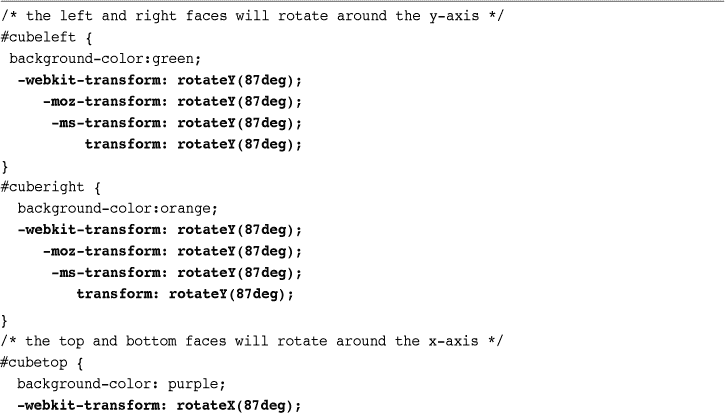 /* the left and right faces will rotate around the y-axis */
#cubeleft {
 background-color:green;
  -webkit-transform: rotateY(87deg);
     -moz-transform: rotateY(87deg);
      -ms-transform: rotateY(87deg);
          transform: rotateY(87deg);
}
#cuberight {
  background-color:orange;
  -webkit-transform: rotateY(87deg);
     -moz-transform: rotateY(87deg);
      -ms-transform: rotateY(87deg);
         transform: rotateY(87deg);
}
/* the top and bottom faces will rotate around the x-axis */
#cubetop {
  background-color: purple;
  -webkit-transform: rotateX(87deg);